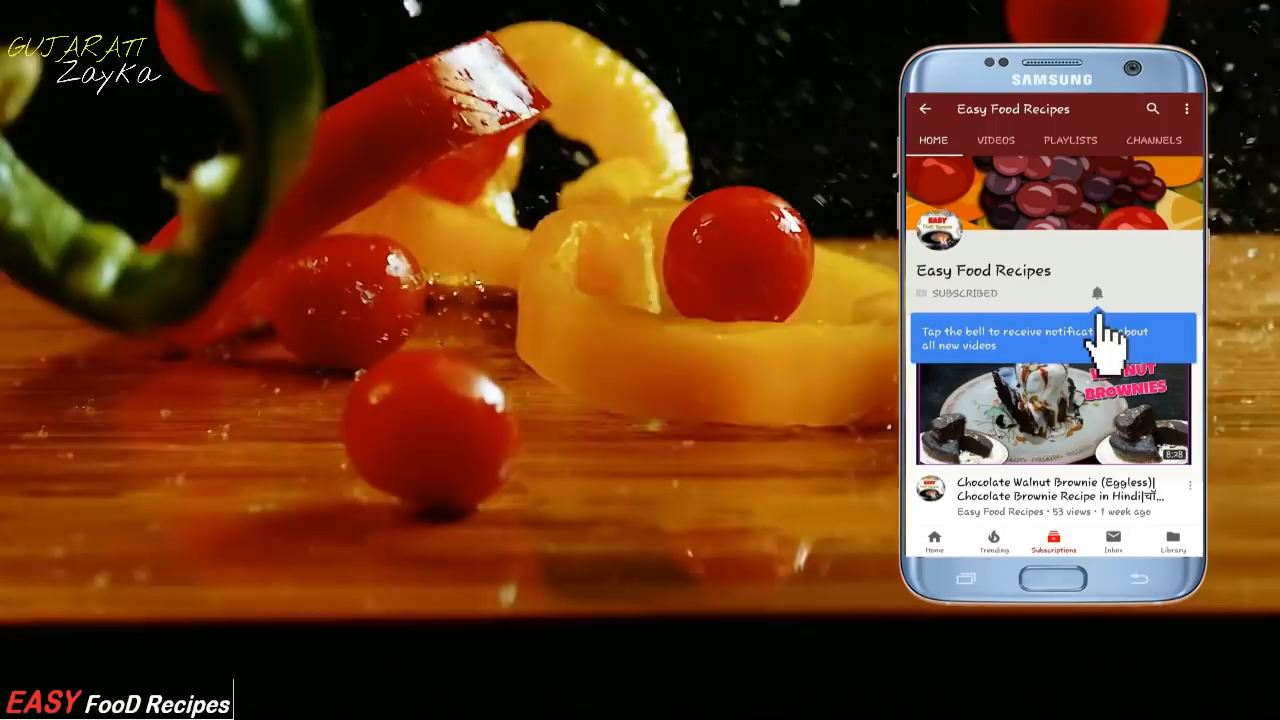 GUJARATI
ZayKa
SAMSUNG
Easy Food Recipes
HOME VIDEOS PLAYLISTS CHANNELS
EASY
Easy Food Recipes
SUBSCRIBED
Tap the bell to receive notificat bout
all new videos
BROWNIES
8:28
Chocolate Walnut Brownie (Eggless)|
Chocolate Brownie Recipe in Hindi|चॉ...
Easy Food Recipes • 53 views • 1 week ago
Home Trending Subscriptions Inbox Library
EASY FooD Recipes